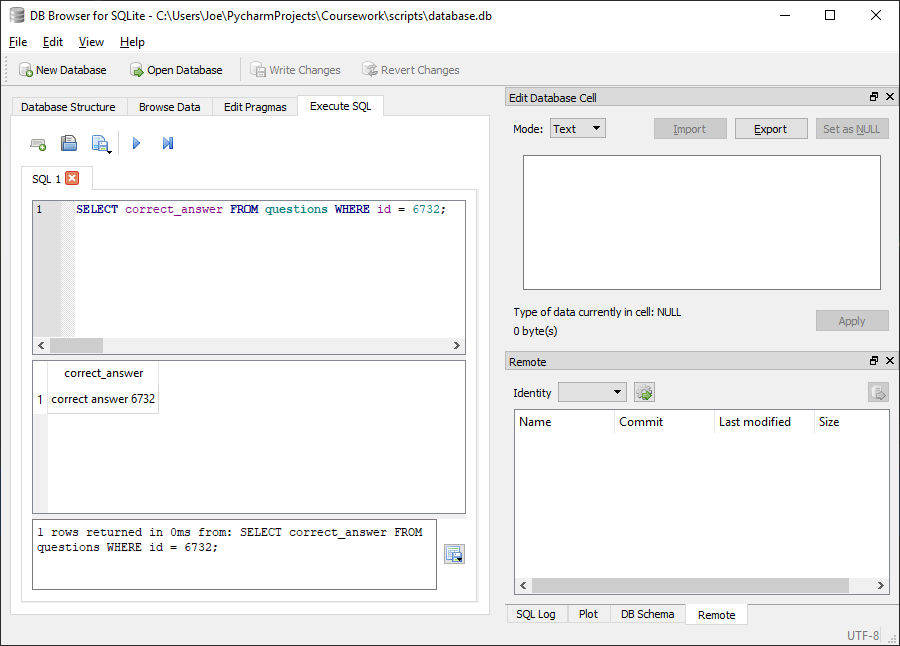 DB Browser for SQLite - C:\Users\Joe\PycharmProjects\Coursework\scripts\database.db
File Edit View Help
New Database Open Database Write Changes Revert Changes
Database Structure Browse Data Edit Pragmas Execute SQL
SQL 1
1 SELECT correct_answer FROM questions WHERE id = 6732;
correct_answer
1 correct answer 6732
1 rows returned in 0ms from: SELECT correct_answer FROM
questions WHERE id = 6732;
Edit Database Cell
Mode: Text Import Export Set as NULL
Type of data currently in cell: NULL
0 byte(s)
Apply
Remote
Identity
Name Commit Last modified Size
SQL Log Plot DB Schema Remote
UTF-8